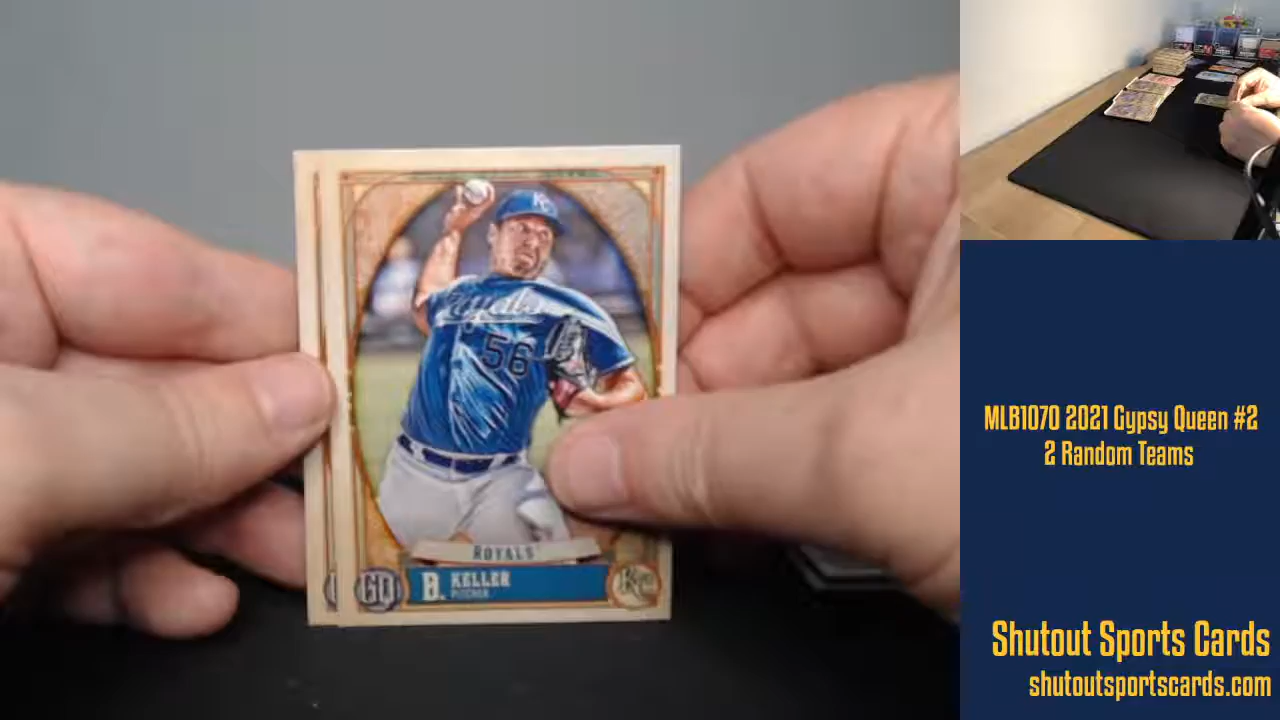 KC
Royals
56
ROYALS
GQ
B. KELLER
PITCHER
MLB1070 2021 Gypsy Queen #2
2 Random Teams
Shutout Sports Cards
shutoutsportscards.com